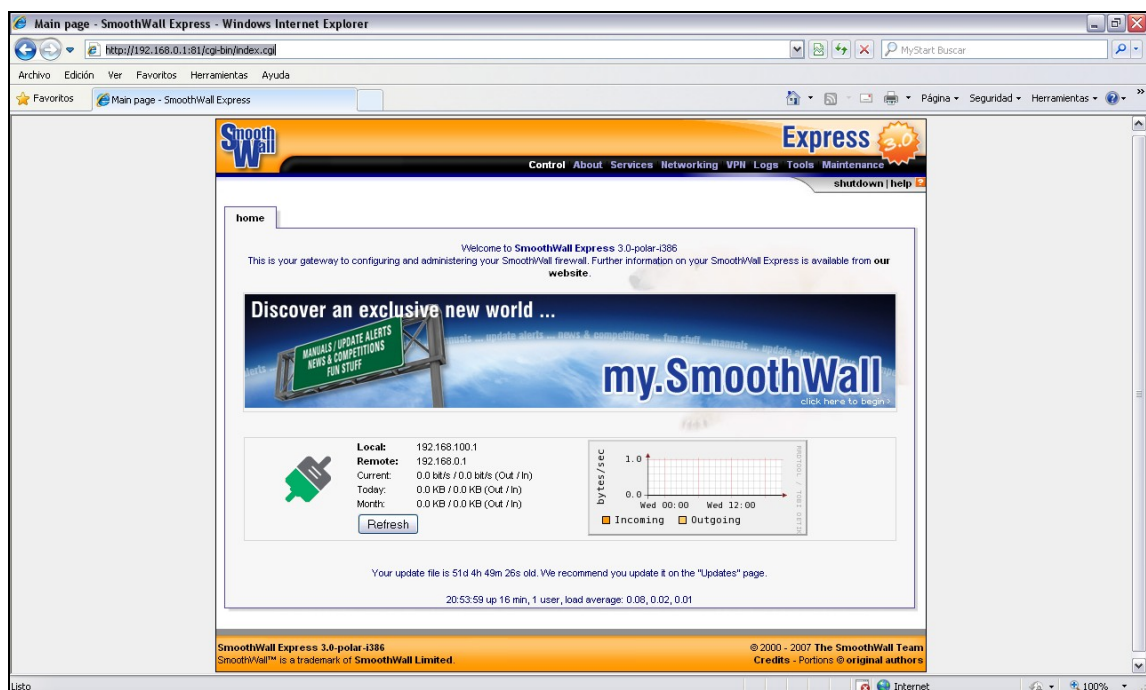 Main page - SmoothWall Express - Windows Internet Explorer
http://192.168.0.1:81/cgi-bin/index.cgi
MyStart Buscar
Archivo Edición Ver Favoritos Herramientas Ayuda
Favoritos
Main page - SmoothWall Express
Página Seguridad Herramientas
Smooth
Wall
Express 3.0
Control About Services Networking VPN Logs Tools Maintenance
shutdown | help
home
Welcome to SmoothWall Express 3.0-polar-i386
This is your gateway to configuring and administering your SmoothWall firewall. Further information on your SmoothWall Express is available from our
website.
Discover an exclusive new world ...
MANUALS / UPDATE ALERTS
NEWS & COMPETITIONS
FUN STUFF
update alerts ... news & competitions ... fun stuff ... manuals ...
my.SmoothWall
click here to begin
Local: 192.168.100.1
Remote: 192.168.0.1
Current: 0.0 bit/s / 0.0 bit/s (Out / In)
Today: 0.0 KB / 0.0 KB (Out / In)
Month: 0.0 KB / 0.0 KB (Out / In)
Refresh
bytes/sec
1.0
0.0
Wed 00:00 Wed 12:00
Incoming Outgoing
Your update file is 51d 4h 49m 26s old. We recommend you update it on the "Updates" page.
20:53:59 up 16 min, 1 user, load average: 0.08, 0.02, 0.01
SmoothWall Express 3.0-polar-i386
SmoothWall™ is a trademark of SmoothWall Limited.
© 2000 - 2007 The SmoothWall Team
Credits - Portions © original authors
Listo
Internet
100%